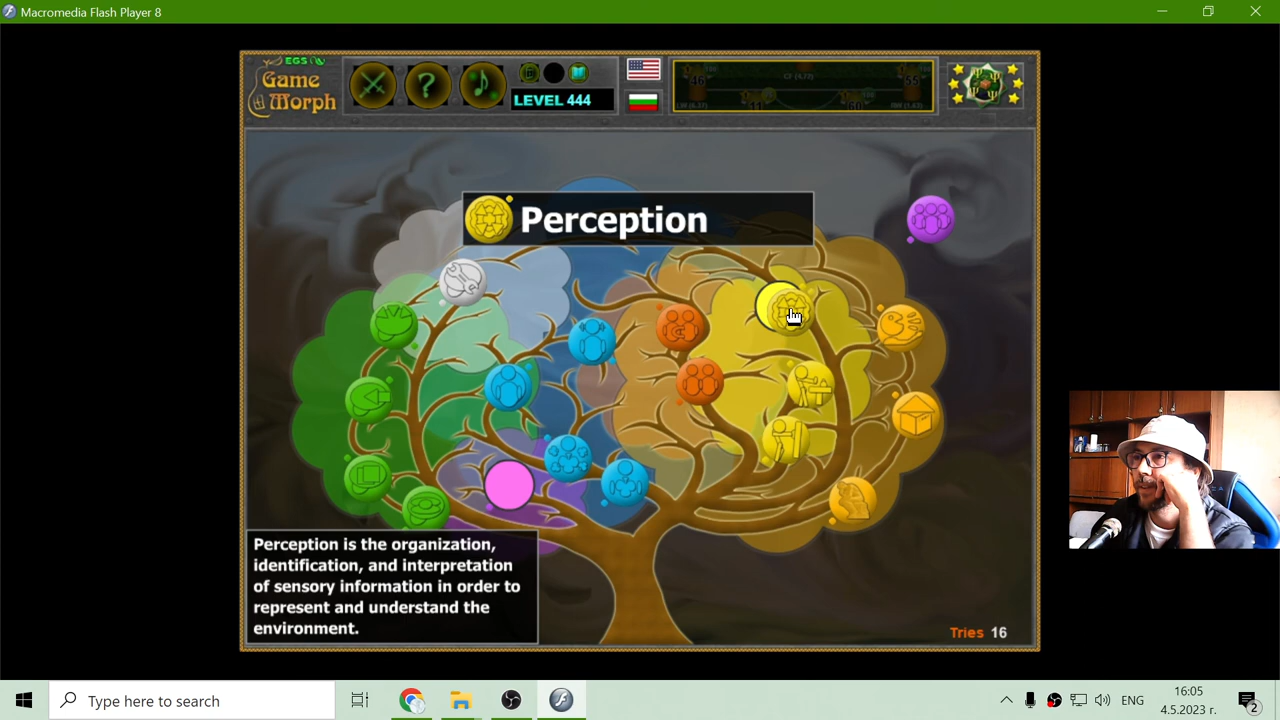 Macromedia Flash Player 8
EGS
Game
Morph
LEVEL 444
Perception
Perception is the organization,
identification, and interpretation
of sensory information in order to
represent and understand the
environment.
Tries 16
Type here to search
ENG
16:05
4.5.2023 г.
2